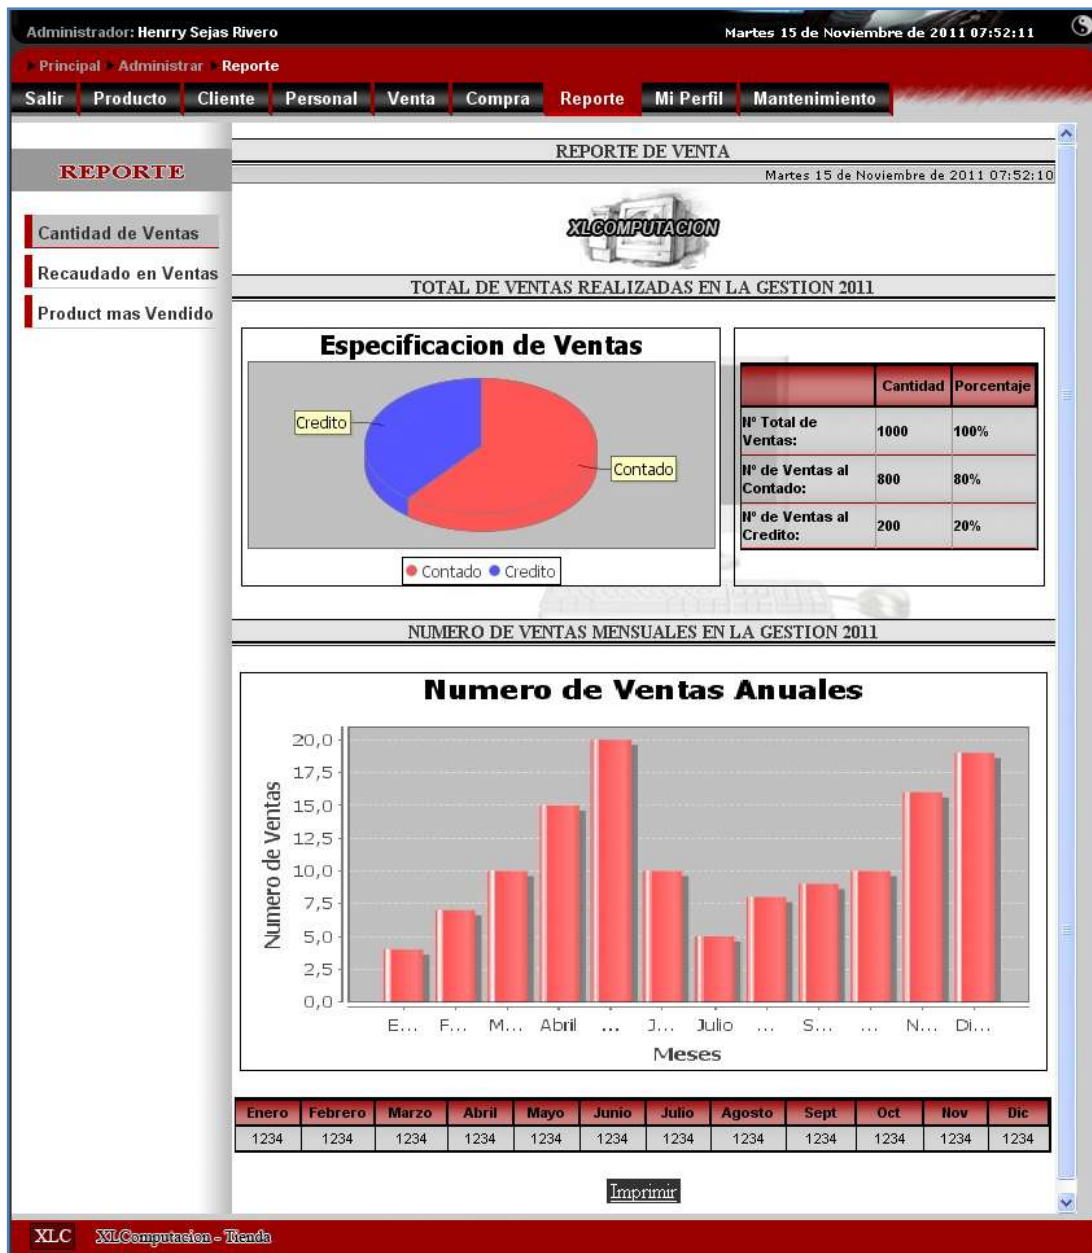 Administrador: Henrry Sejas Rivero
Martes 15 de Noviembre de 2011 07:52:11
Principal Administrar Reporte
Salir Producto Cliente Personal Venta Compra Reporte Mi Perfil Mantenimiento
REPORTE
Cantidad de Ventas
Recaudado en Ventas
Product mas Vendido
REPORTE DE VENTA
Martes 15 de Noviembre de 2011 07:52:10
XLCOMPUTACION
TOTAL DE VENTAS REALIZADAS EN LA GESTION 2011
Especificacion de Ventas
Credito
Contado
Contado Credito
Cantidad Porcentaje
Nº Total de
Ventas: 1000 100%
Nº de Ventas al
Contado: 800 80%
Nº de Ventas al
Credito: 200 20%
NUMERO DE VENTAS MENSUALES EN LA GESTION 2011
Numero de Ventas Anuales
Numero de Ventas
20,0
17,5
15,0
12,5
10,0
7,5
5,0
2,5
0,0
E... F... M... Abril ... J... Julio ... S... ... N... Di...
Meses
Enero Febrero Marzo Abril Mayo Junio Julio Agosto Sept Oct Nov Dic
1234 1234 1234 1234 1234 1234 1234 1234 1234 1234 1234 1234
Imprimir
XLC XLComputacion - Tienda